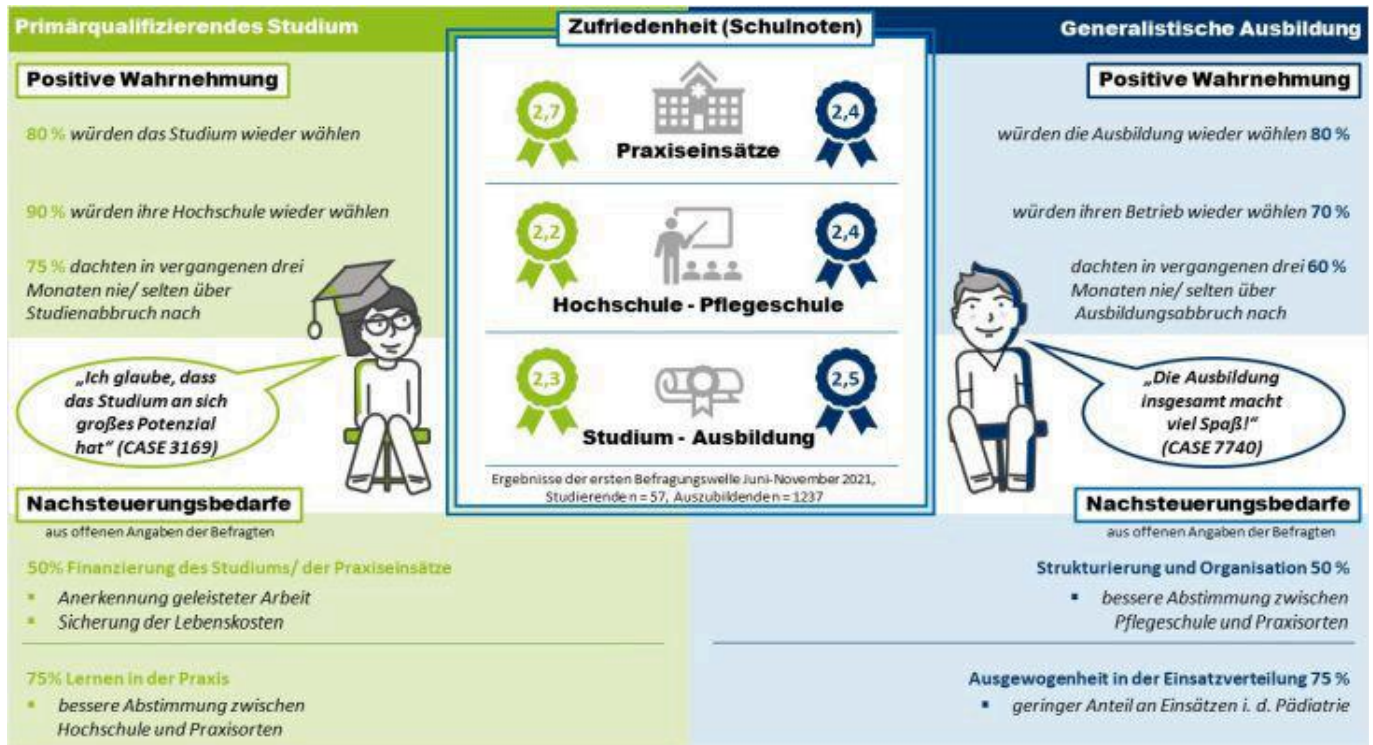 Primärqualifizierendes Studium
Positive Wahrnehmung
80 % würden das Studium wieder wählen
90 % würden ihre Hochschule wieder wählen
75 % dachten in vergangenen drei
Monaten nie/ selten über
Studienabbruch nach
„Ich glaube, dass
das Studium an sich
großes Potenzial
hat“ (CASE 3169)
Nachsteuerungsbedarfe
aus offenen Angaben der Befragten
50% Finanzierung des Studiums/ der Praxiseinsätze
▪ Anerkennung geleisteter Arbeit
▪ Sicherung der Lebenskosten
75% Lernen in der Praxis
▪ bessere Abstimmung zwischen
Hochschule und Praxisorten
Zufriedenheit (Schulnoten)
2,7
2,4
Praxiseinsätze
2,2
2,4
Hochschule - Pflegeschule
2,3
2,5
Studium - Ausbildung
Ergebnisse der ersten Befragungswelle Juni-November 2021,
Studierenden = 57, Auszubildenden = 1237
Generalistische Ausbildung
Positive Wahrnehmung
würden die Ausbildung wieder wählen 80 %
würden ihren Betrieb wieder wählen 70 %
dachten in vergangenen drei 60 %
Monaten nie/ selten über
Ausbildungsabbruch nach
„Die Ausbildung
insgesamt macht
viel Spaß!“
(CASE 7740)
Nachsteuerungsbedarfe
aus offenen Angaben der Befragten
Strukturierung und Organisation 50 %
▪ bessere Abstimmung zwischen
Pflegeschule und Praxisorten
Ausgewogenheit in der Einsatzverteilung 75 %
▪ geringer Anteil an Einsätzen i. d. Pädiatrie